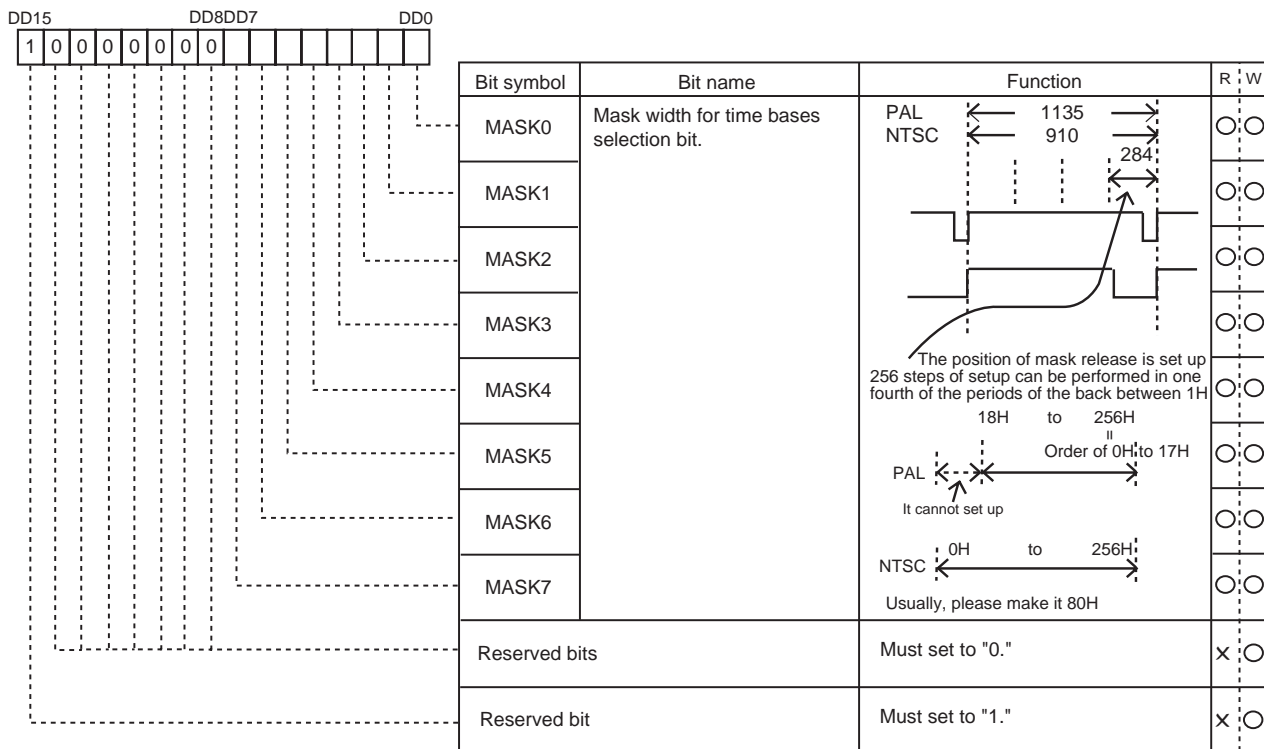 DD15 DD8DD7 DD0
1 0 0 0 0 0 0 0
Bit symbol Bit name Function R W
MASK0 Mask width for time bases
selection bit.
PAL 1135
NTSC 910
284
MASK1
MASK2
MASK3
The position of mask release is set up
256 steps of setup can be performed in one
fourth of the periods of the back between 1H
MASK4
18H to 256H
=
Order of 0H to 17H
MASK5
PAL
It cannot set up
MASK6
0H to 256H
NTSC
MASK7
Usually, please make it 80H
Reserved bits Must set to "0." X
Reserved bit Must set to "1." X